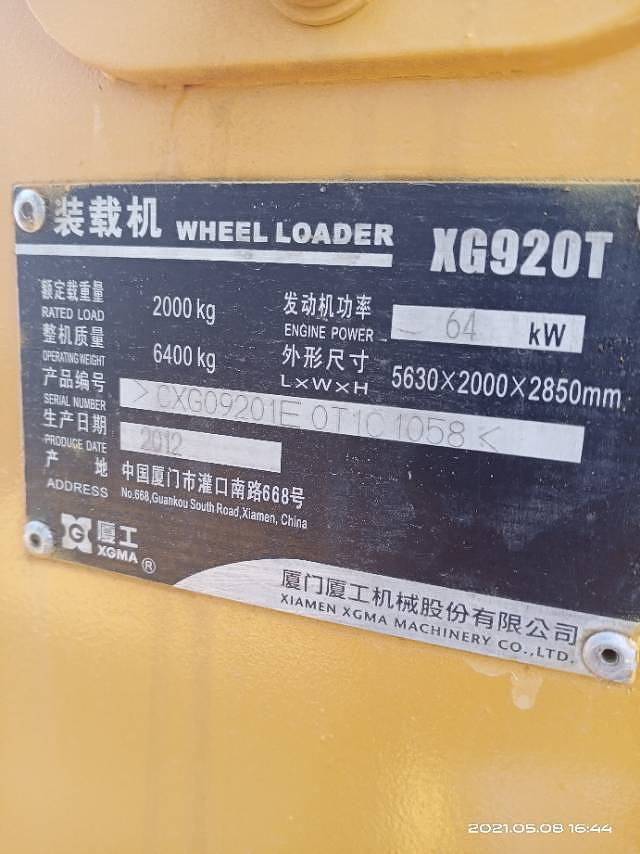 装载机 WHEEL LOADER XG920T
额定载重量
RATED LOAD 2000 kg
发动机功率
ENGINE POWER 64 kW
整机质量
OPERATING WEIGHT 6400 kg
外形尺寸
L×W×H 5630×2000×2850mm
产品编号
SERIAL NUMBER >CXG09201E0T1C1058<
生产日期
PRODUCE DATE 2012
产 地 中国厦门市灌口南路668号
ADDRESS No.668,Guankou South Road,Xiamen, China
G 厦工
XGMA ®
厦门厦工机械股份有限公司
XIAMEN XGMA MACHINERY CO.,LTD.
2021.05.08 16:44